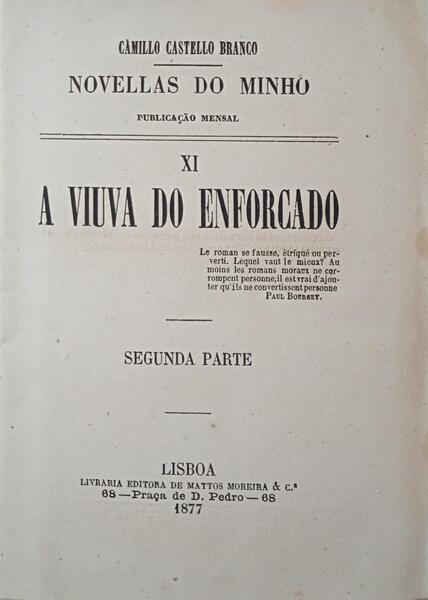 CAMILLO CASTELLO BRANCO
NOVELLAS DO MINHO
PUBLICAÇÃO MENSAL
XI
A VIUVA DO ENFORCADO
Le roman se fausse, étriqué ou per-
verti. Lequel vaut le mieux? Au
moins les romans moraux ne cor-
rompent personne; il est vrai d'ajou-
ter qu'ils ne convertissent personne
PAUL BOURGET.
SEGUNDA PARTE
LISBOA
LIVRARIA EDITORA DE MATTOS MOREIRA & C.ª
68—Praça de D. Pedro—68
1877